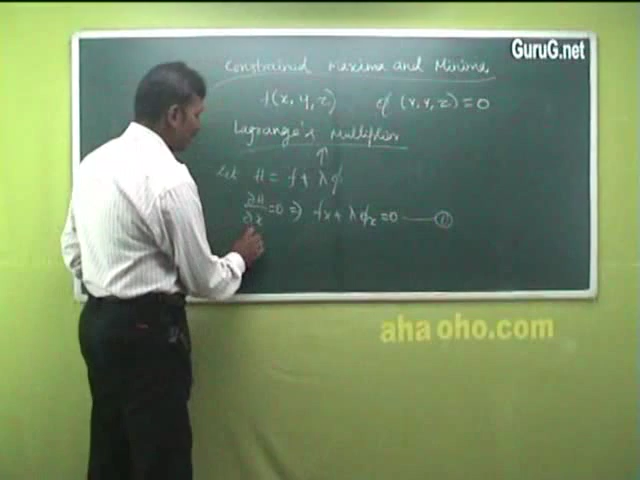 GuruG.net
Constrained Maxima and Minima
f(x, y, z) φ (x, y, z) = 0
Lagrange's Multiplier
Let H = f + λφ
∂H/∂x = 0 ⇒ fx + λφx = 0 — ①
aha oho.com